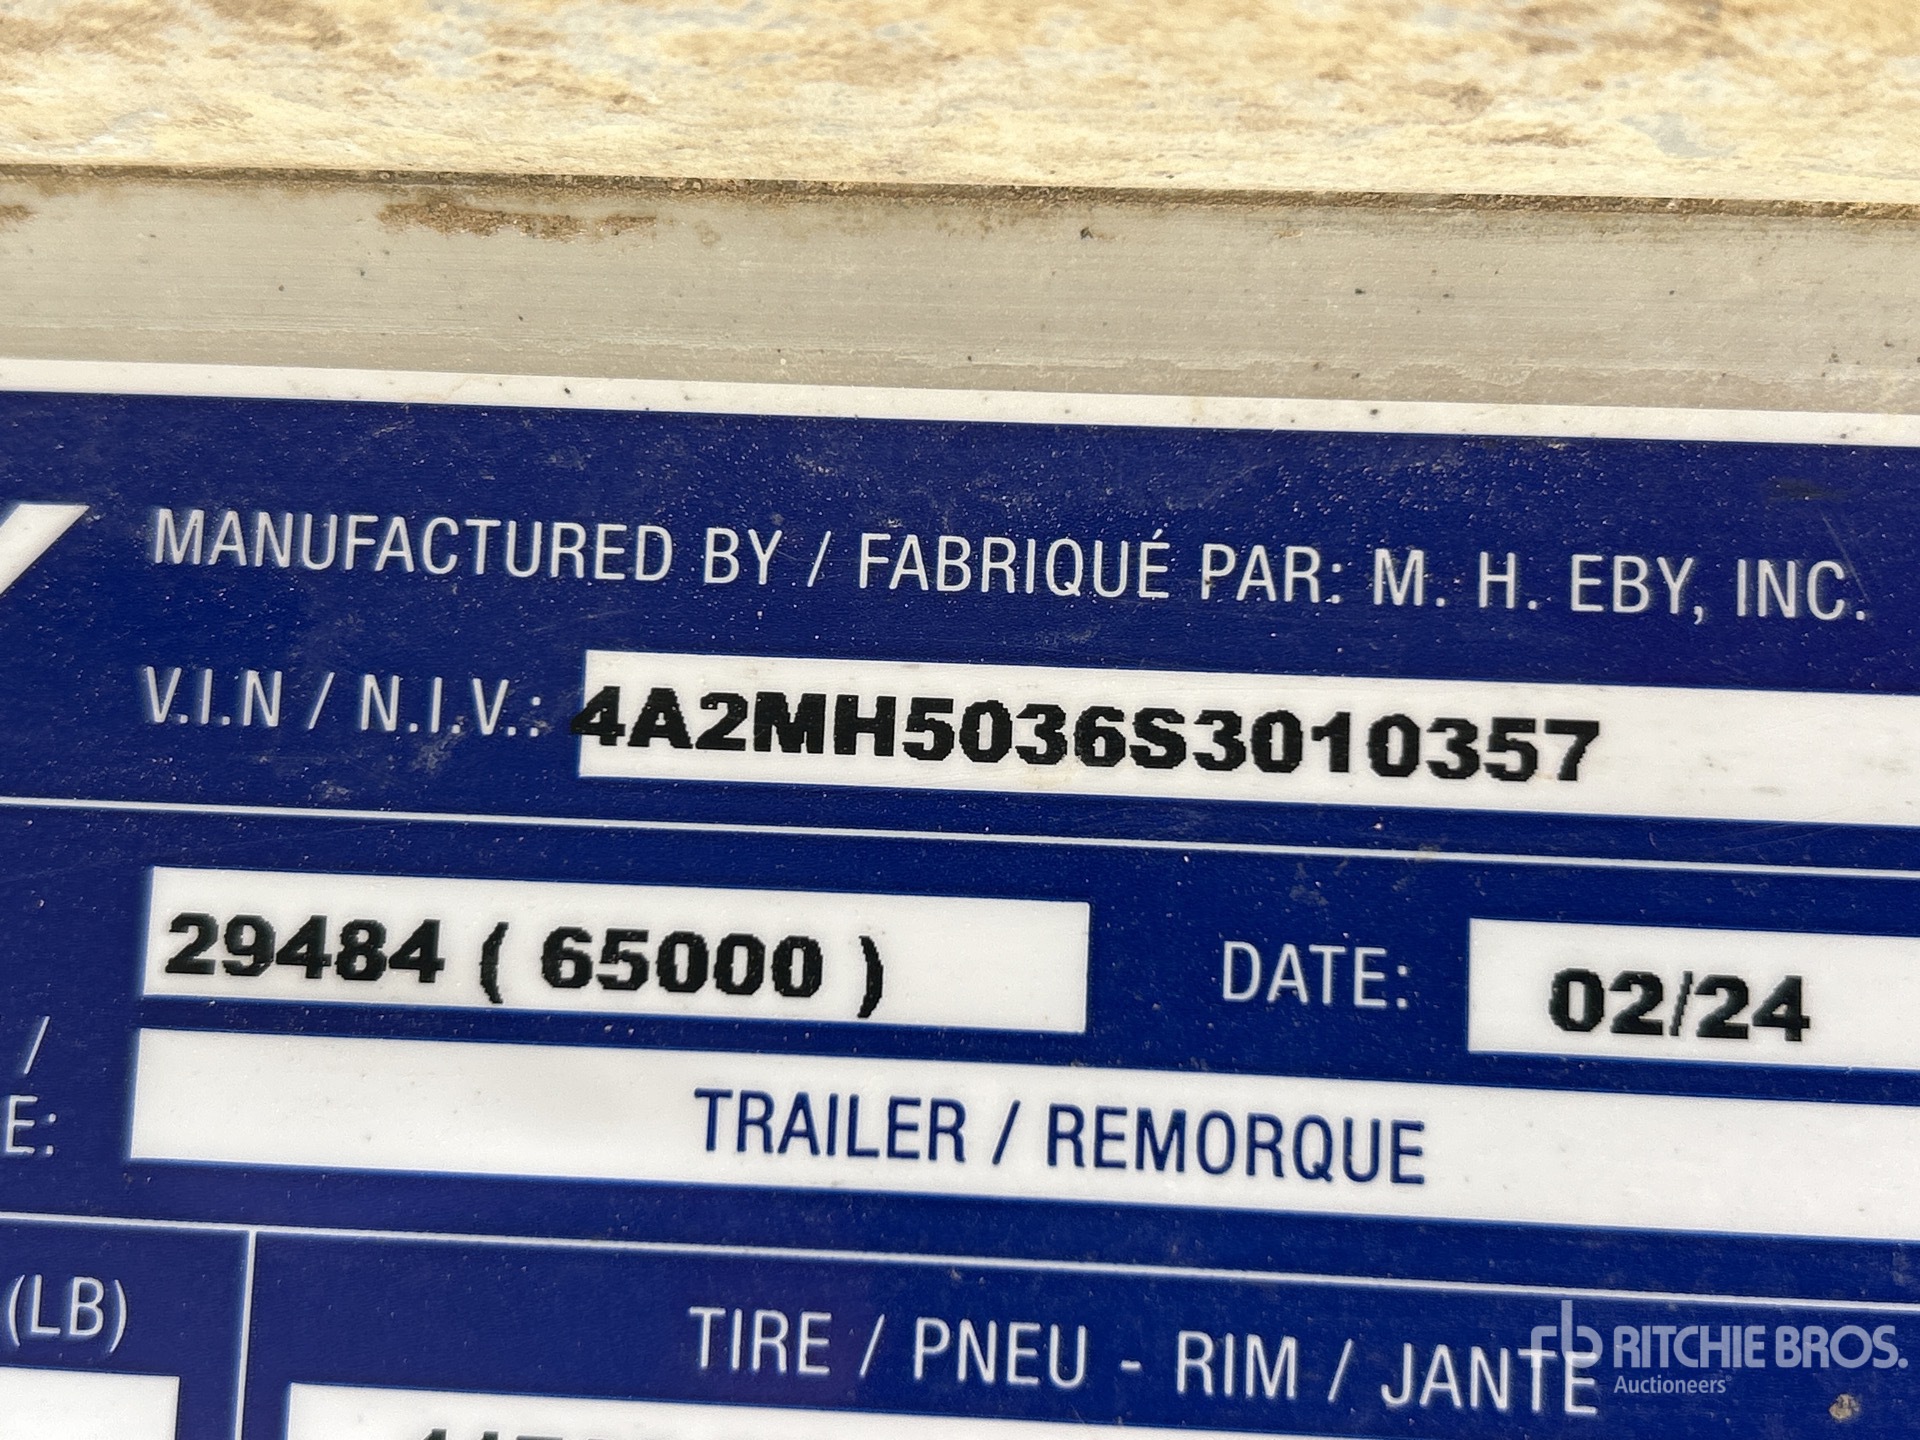 MANUFACTURED BY / FABRIQUÉ PAR: M. H. EBY, INC.
V.I.N / N.I.V.: 4A2MH5036S3010357
29484 ( 65000 ) DATE: 02/24
/
E: TRAILER / REMORQUE
(LB) TIRE / PNEU - RIM / JANTE
rb RITCHIE BROS.
Auctioneers